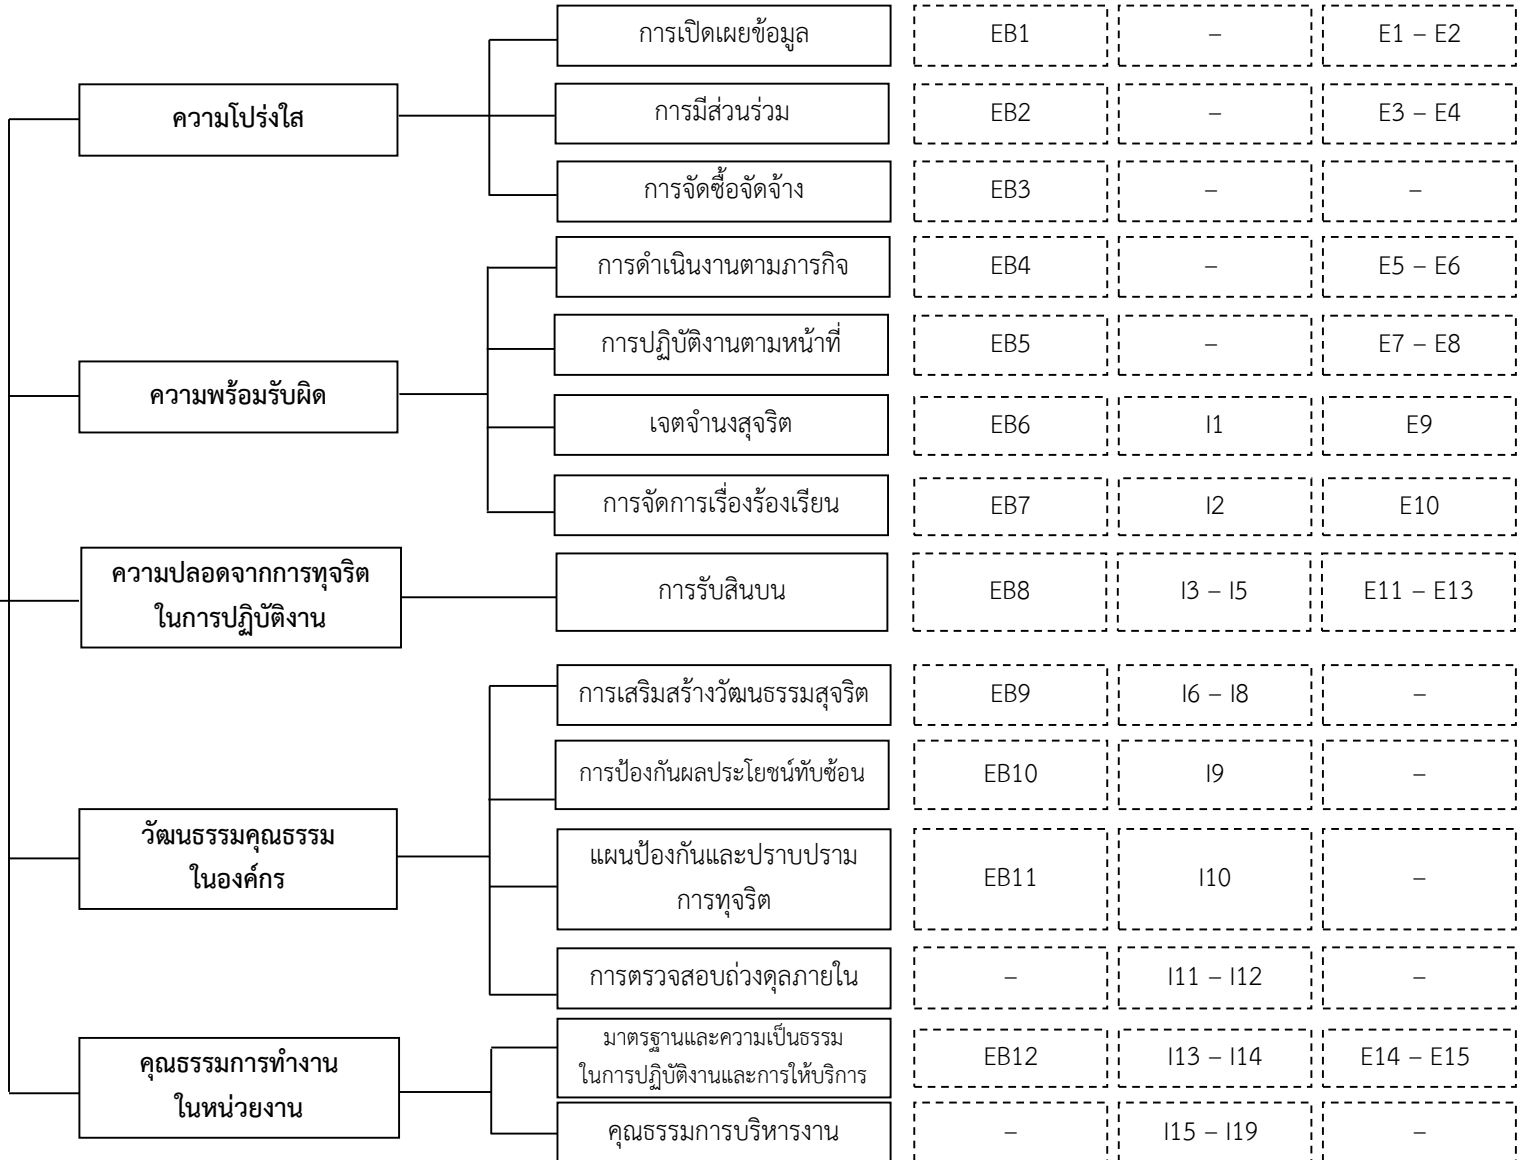 การเปิดเผยข้อมูล EB1 – E1 – E2
ความโปร่งใส การมีส่วนร่วม EB2 – E3 – E4
การจัดซื้อจัดจ้าง EB3 – –
การดำเนินงานตามภารกิจ EB4 – E5 – E6
การปฏิบัติงานตามหน้าที่ EB5 – E7 – E8
ความพร้อมรับผิด
เจตจำนงสุจริต EB6 I1 E9
การจัดการเรื่องร้องเรียน EB7 I2 E10
ความปลอดจากการทุจริต
ในการปฏิบัติงาน
การรับสินบน EB8 I3 – I5 E11 – E13
การเสริมสร้างวัฒนธรรมสุจริต EB9 I6 – I8 –
การป้องกันผลประโยชน์ทับซ้อน EB10 I9 –
วัฒนธรรมคุณธรรม
ในองค์กร
แผนป้องกันและปราบปราม
การทุจริต
EB11 I10 –
การตรวจสอบถ่วงดุลภายใน – I11 – I12 –
คุณธรรมการทำงาน
ในหน่วยงาน
มาตรฐานและความเป็นธรรม
ในการปฏิบัติงานและการให้บริการ
EB12 I13 – I14 E14 – E15
คุณธรรมการบริหารงาน – I15 – I19 –